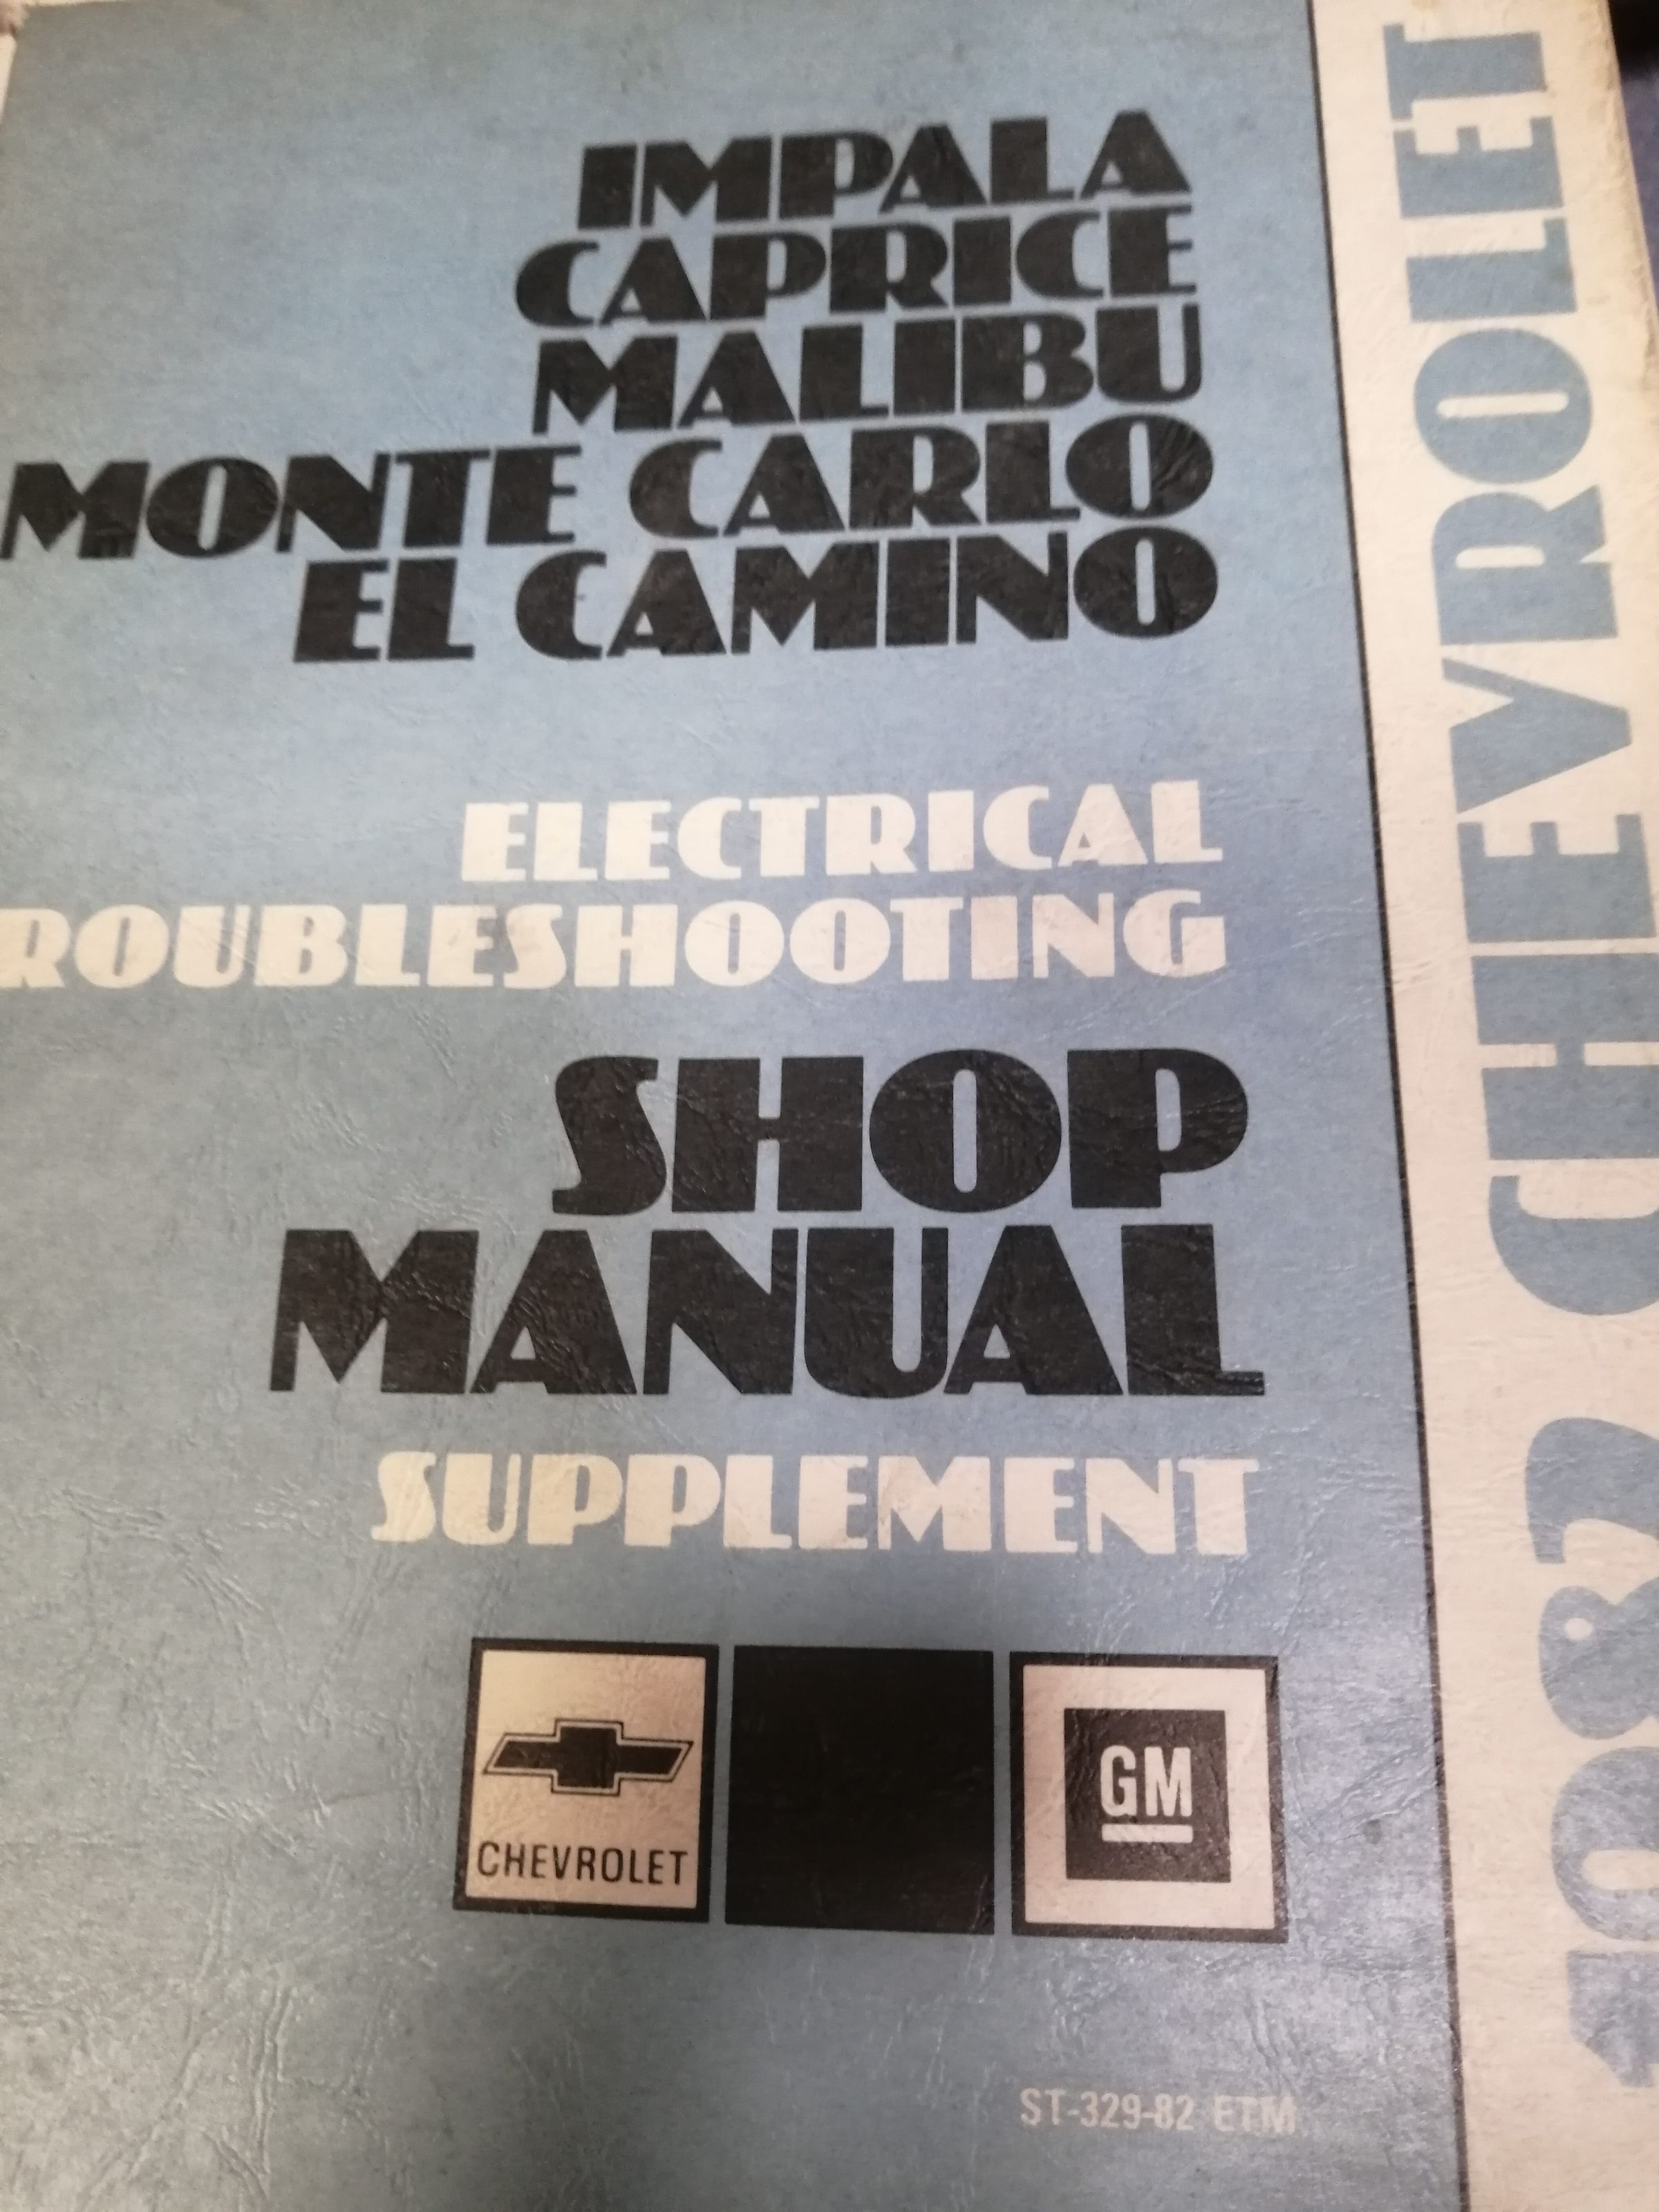 IMPALA
CAPRICE
MALIBU
MONTE CARLO
EL CAMINO
ELECTRICAL
ROUBLESHOOTING
SHOP
MANUAL
SUPPLEMENT
CHEVROLET
GM
ST-329-82 ETM
1982 CHEVROLET